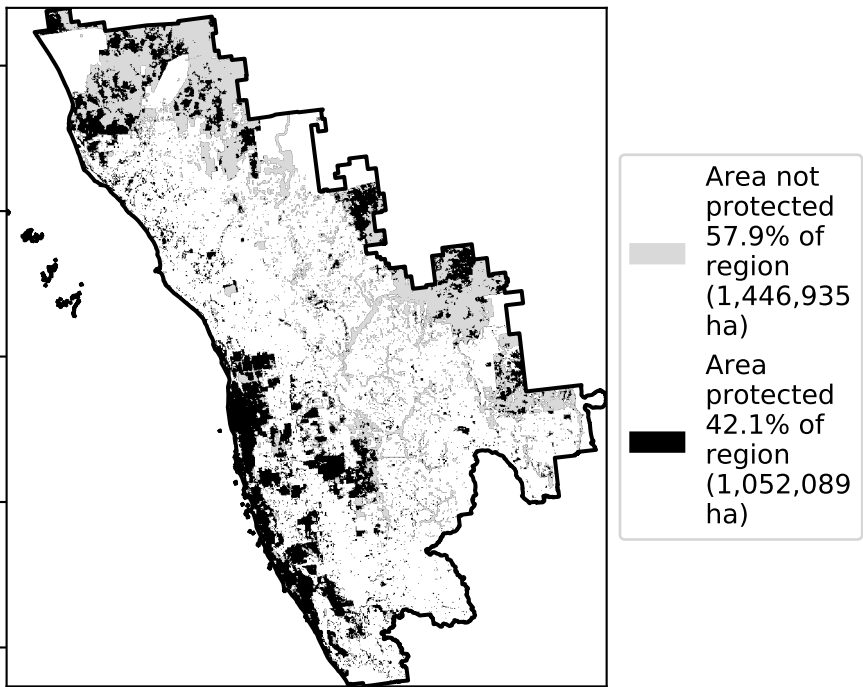 Area not
protected
57.9% of
region
(1,446,935
ha)
Area
protected
42.1% of
region
(1,052,089
ha)